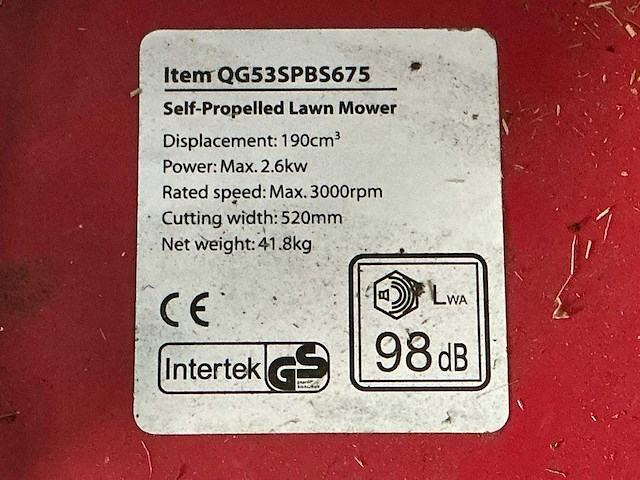 Item QG53SPBS675
Self-Propelled Lawn Mower
Displacement: 190cm³
Power: Max. 2.6kw
Rated speed: Max. 3000rpm
Cutting width: 520mm
Net weight: 41.8kg
CE
LWA
98 dB
Intertek GS